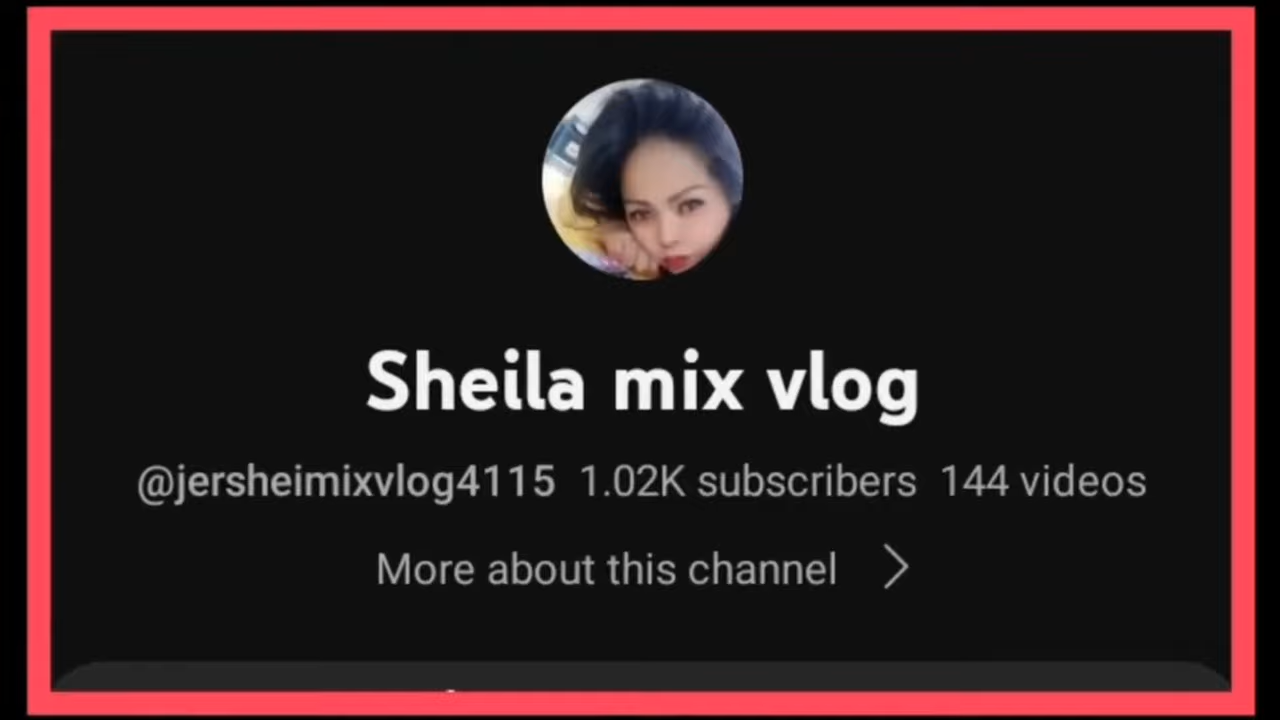 Sheila mix vlog
@jersheimixvlog4115 1.02K subscribers 144 videos
More about this channel